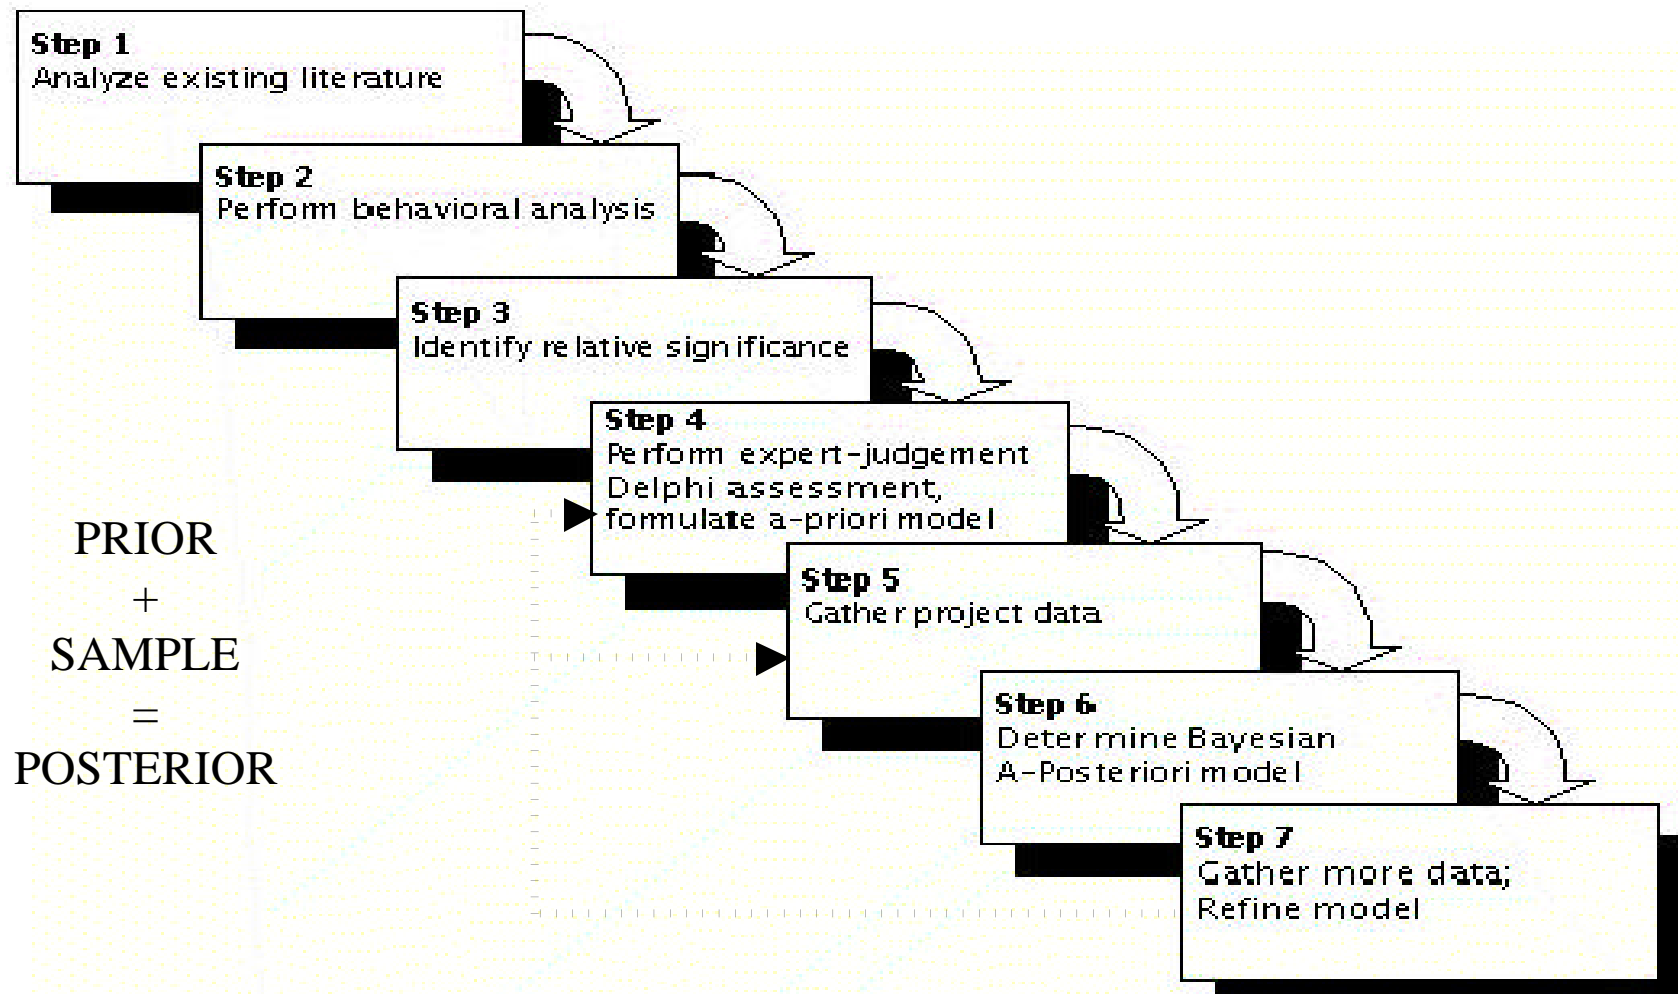 Step 1
Analyze existing literature
Step 2
Perform behavioral analysis
Step 3
Identify relative significance
Step 4
Perform expert-judgement
Delphi assessment,
formulate a-priori model
Step 5
Gather project data
Step 6
Determine Bayesian
A-Posteriori model
Step 7
Gather more data;
Refine model
PRIOR
+
SAMPLE
=
POSTERIOR